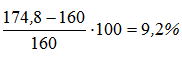 174,8 – 160
160
·100 = 9,2%